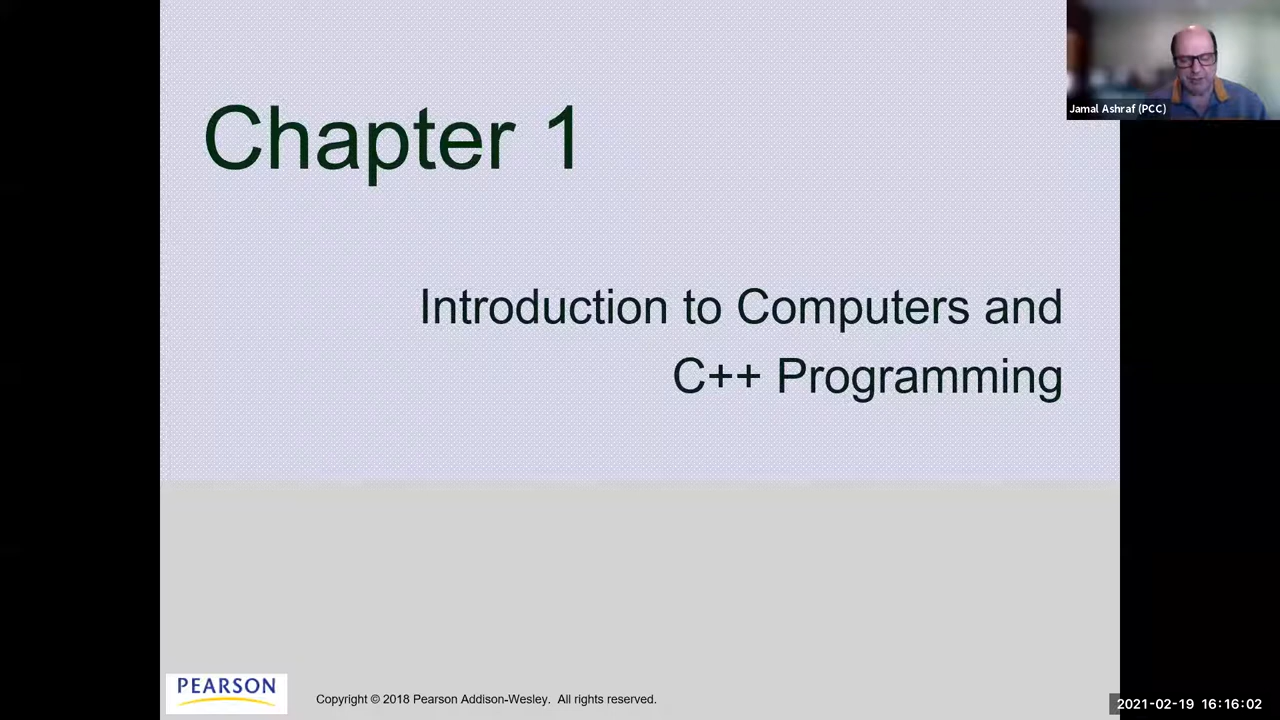 Chapter 1
Jamal Ashraf (PCC)
Introduction to Computers and
C++ Programming
PEARSON
Copyright © 2018 Pearson Addison-Wesley. All rights reserved.
2021-02-19 16:16:02